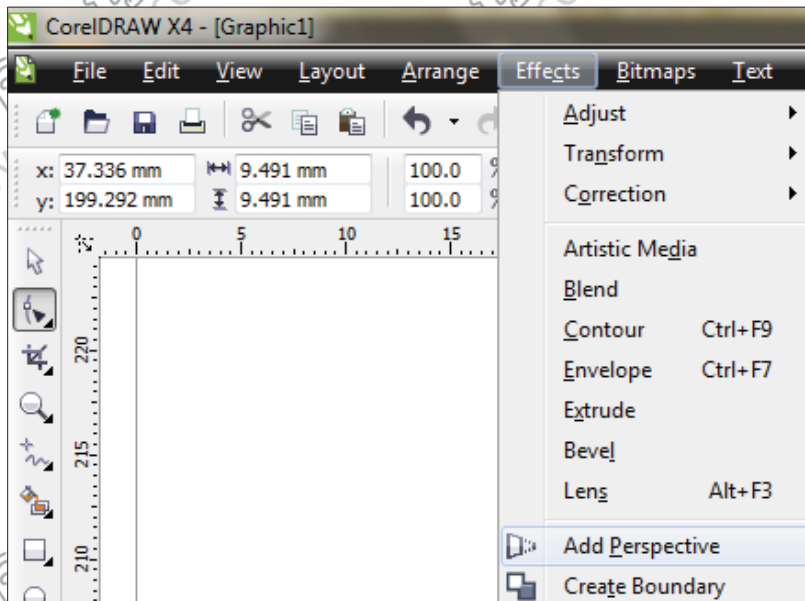 CorelDRAW X4 - [Graphic1]
File Edit View Layout Arrange Effects Bitmaps Text
x: 37.336 mm 9.491 mm 100.0 %
y: 199.292 mm 9.491 mm 100.0 %
0 5 10 15
220
215
210
Adjust
Transform
Correction
Artistic Media
Blend
Contour Ctrl+F9
Envelope Ctrl+F7
Extrude
Bevel
Lens Alt+F3
Add Perspective
Create Boundary